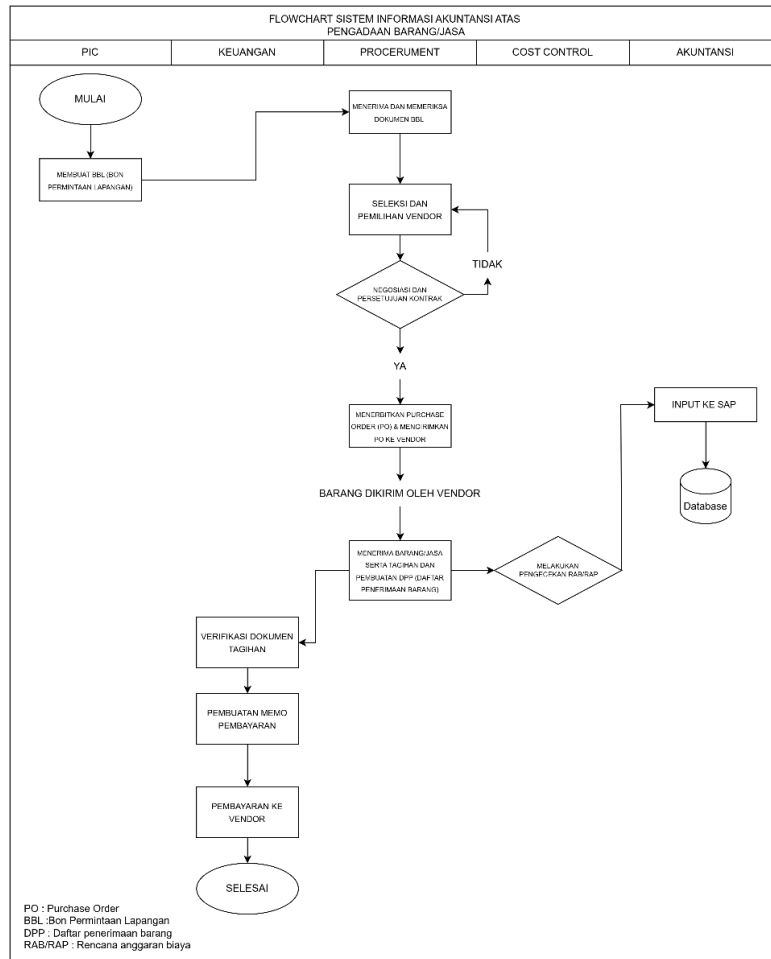 FLOWCHART SISTEM INFORMASI AKUNTANSI ATAS
PENGADAAN BARANG/JASA
PIC
KEUANGAN
PROCERUMENT
COST CONTROL
AKUNTANSI
MULAI
MENERIMA DAN MEMERIKSA
DOKUMEN BBL
MEMBUAT BBL (BON
PERMINTAAN LAPANGAN)
SELEKSI DAN
PEMILIHAN VENDOR
TIDAK
NEGOSIASI DAN
PERSETUJUAN KONTRAK
YA
MENERBITKAN PURCHASE
ORDER (PO) & MENGIRIMKAN
PO KE VENDOR
INPUT KE SAP
Database
BARANG DIKIRIM OLEH VENDOR
MENERIMA BARANG/JASA
SERTA TAGIHAN DAN
PEMBUATAN DPP (DAFTAR
PENERIMAAN BARANG)
MELAKUKAN
PENGECEKAN RAB/RAP
VERIFIKASI DOKUMEN
TAGIHAN
PEMBUATAN MEMO
PEMBAYARAN
PEMBAYARAN KE
VENDOR
SELESAI
PO : Purchase Order
BBL :Bon Permintaan Lapangan
DPP : Daftar penerimaan barang
RAB/RAP : Rencana anggaran biaya